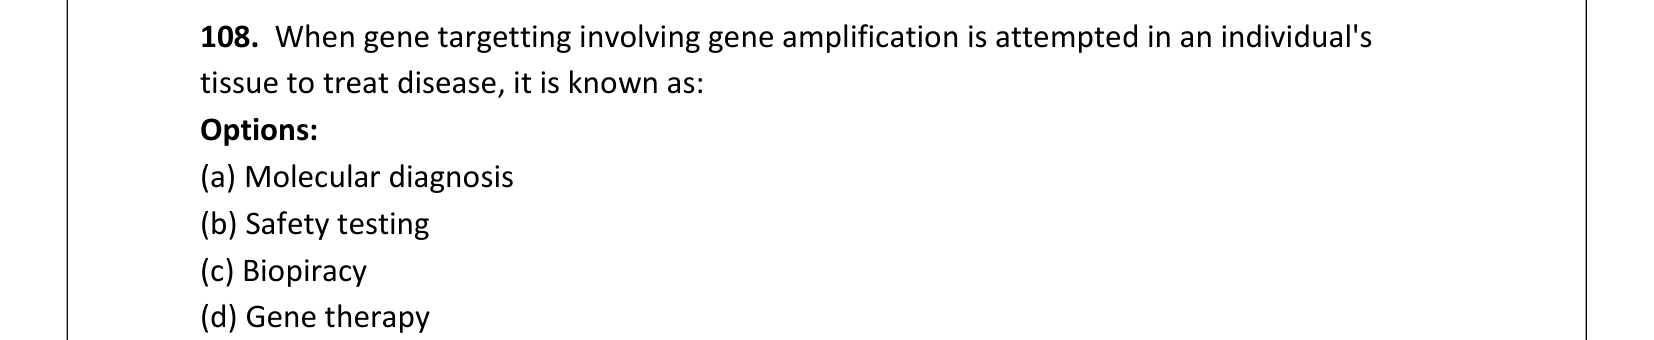 108. When gene targetting involving gene amplification is attempted in an individual's
tissue to treat disease, it is known as:
Options:
(a) Molecular diagnosis
(b) Safety testing
(c) Biopiracy
(d) Gene therapy